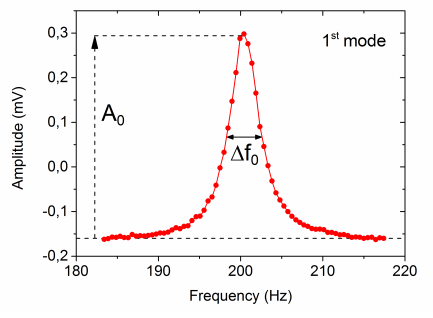 0,3
0,2
0,1
0,0
-0,1
-0,2
Amplitude (mV)
1st mode
A0
Δf0
180 190 200 210 220
Frequency (Hz)